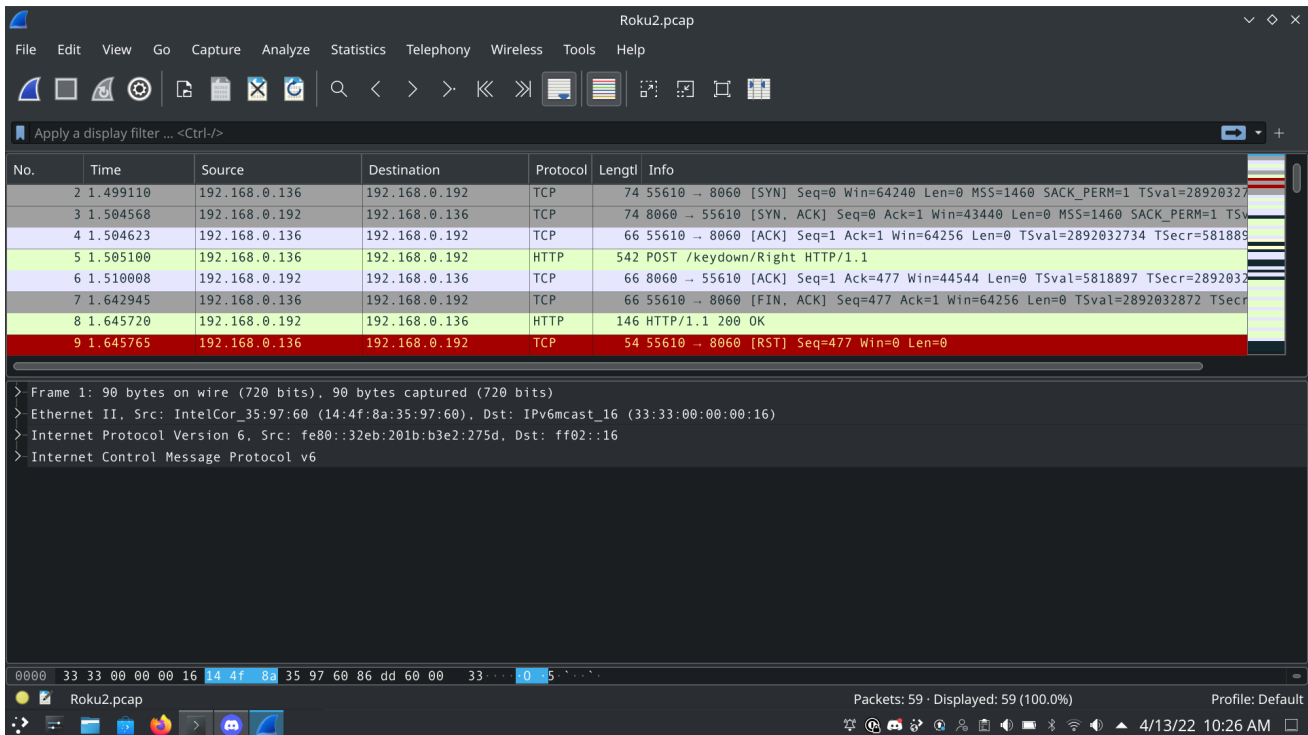 Roku2.pcap
File Edit View Go Capture Analyze Statistics Telephony Wireless Tools Help
Apply a display filter ... <Ctrl-/>
No. Time Source Destination Protocol Lengtl Info
2 1.499110 192.168.0.136 192.168.0.192 TCP 74 55610 → 8060 [SYN] Seq=0 Win=64240 Len=0 MSS=1460 SACK_PERM=1 TSval=28920327
3 1.504568 192.168.0.192 192.168.0.136 TCP 74 8060 → 55610 [SYN, ACK] Seq=0 Ack=1 Win=43440 Len=0 MSS=1460 SACK_PERM=1 TSv
4 1.504623 192.168.0.136 192.168.0.192 TCP 66 55610 → 8060 [ACK] Seq=1 Ack=1 Win=64256 Len=0 TSval=2892032734 TSecr=581889
5 1.505100 192.168.0.136 192.168.0.192 HTTP 542 POST /keydown/Right HTTP/1.1
6 1.510008 192.168.0.192 192.168.0.136 TCP 66 8060 → 55610 [ACK] Seq=1 Ack=477 Win=44544 Len=0 TSval=5818897 TSecr=2892032
7 1.642945 192.168.0.136 192.168.0.192 TCP 66 55610 → 8060 [FIN, ACK] Seq=477 Ack=1 Win=64256 Len=0 TSval=2892032872 TSecr
8 1.645720 192.168.0.192 192.168.0.136 HTTP 146 HTTP/1.1 200 OK
9 1.645765 192.168.0.136 192.168.0.192 TCP 54 55610 → 8060 [RST] Seq=477 Win=0 Len=0
Frame 1: 90 bytes on wire (720 bits), 90 bytes captured (720 bits)
Ethernet II, Src: IntelCor_35:97:60 (14:4f:8a:35:97:60), Dst: IPv6mcast_16 (33:33:00:00:00:16)
Internet Protocol Version 6, Src: fe80::32eb:201b:b3e2:275d, Dst: ff02::16
Internet Control Message Protocol v6
0000 33 33 00 00 00 16 14 4f 8a 35 97 60 86 dd 60 00 33·····O·5·`··`·
Roku2.pcap Packets: 59 · Displayed: 59 (100.0%) Profile: Default
4/13/22 10:26 AM